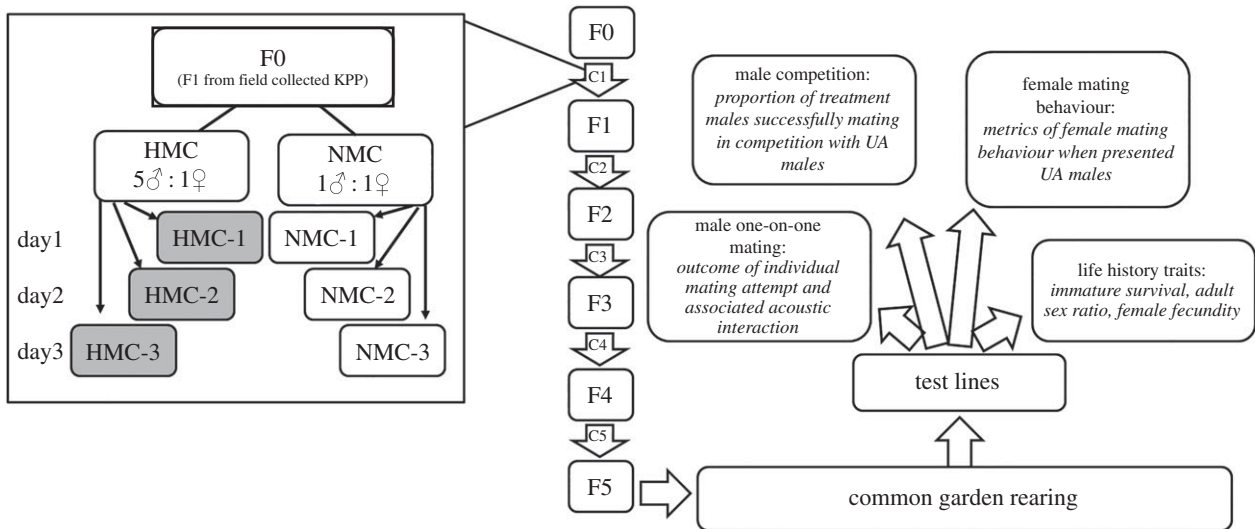 F0
(F1 from field collected KPP)
HMC
5♂ : 1♀
NMC
1♂ : 1♀
day1
HMC-1
NMC-1
day2
HMC-2
NMC-2
day3
HMC-3
NMC-3
F0
C1
F1
C2
F2
C3
F3
C4
F4
C5
F5
male competition:
proportion of treatment
males successfully mating
in competition with UA
males
female mating
behaviour:
metrics of female mating
behaviour when presented
UA males
male one-on-one
mating:
outcome of individual
mating attempt and
associated acoustic
interaction
life history traits:
immature survival, adult
sex ratio, female fecundity
test lines
common garden rearing